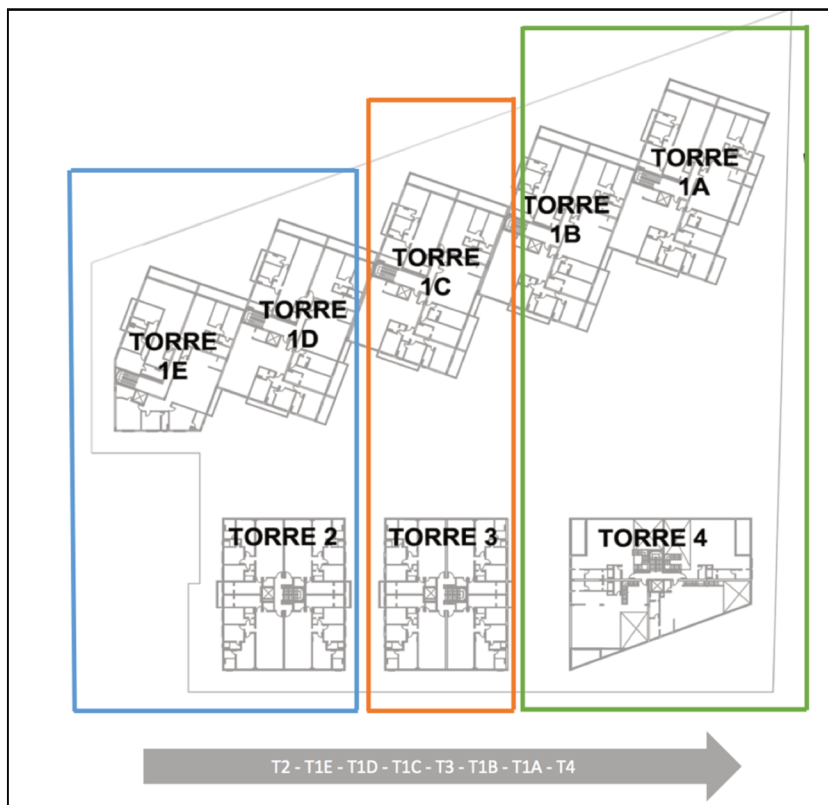 TORRE
1A
TORRE
1B
TORRE
1C
TORRE
1D
TORRE
1E
TORRE 2
TORRE 3
TORRE 4
T2 - T1E - T1D - T1C - T3 - T1B - T1A - T4